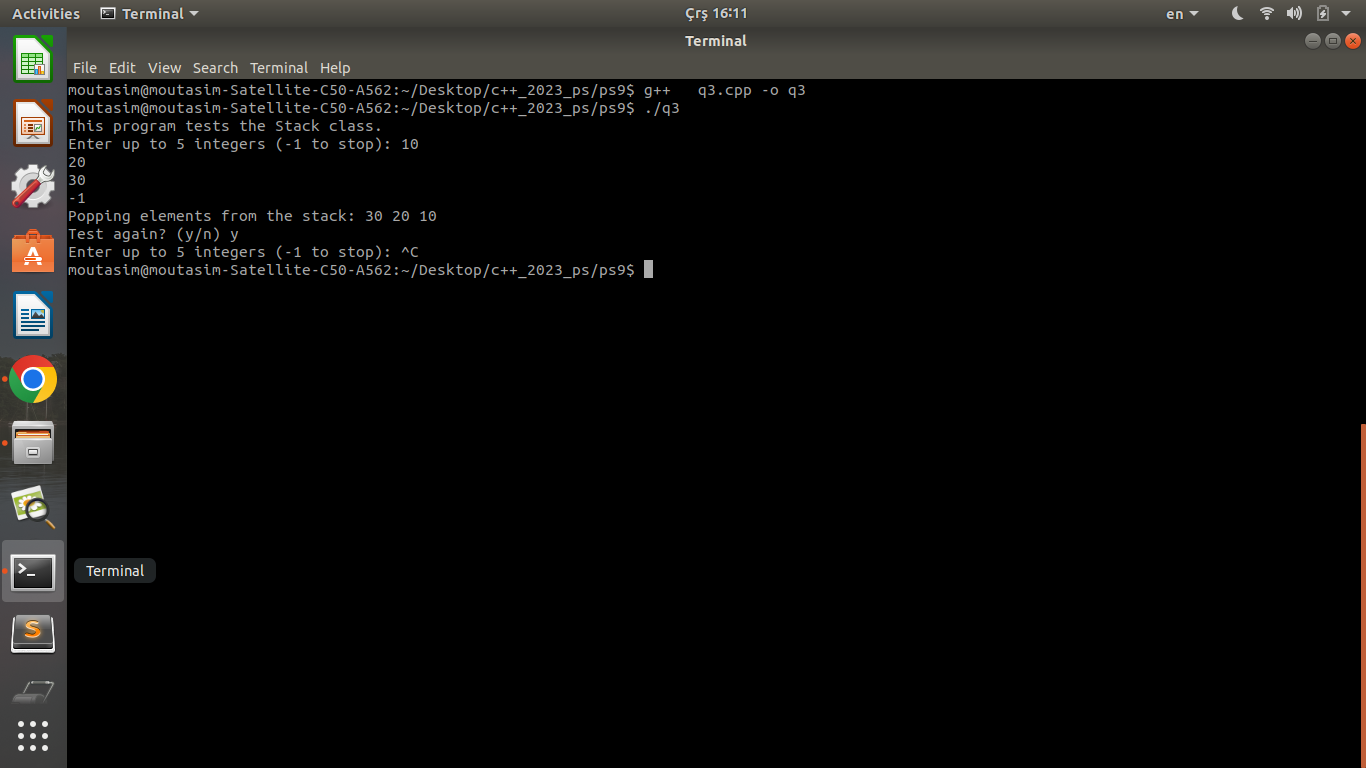 Activities Terminal Çrş 16:11 en
Terminal
File Edit View Search Terminal Help
moutasim@moutasim-Satellite-C50-A562:~/Desktop/c++_2023_ps/ps9$ g++   q3.cpp -o q3
moutasim@moutasim-Satellite-C50-A562:~/Desktop/c++_2023_ps/ps9$ ./q3
This program tests the Stack class.
Enter up to 5 integers (-1 to stop): 10
20
30
-1
Popping elements from the stack: 30 20 10
Test again? (y/n) y
Enter up to 5 integers (-1 to stop): ^C
moutasim@moutasim-Satellite-C50-A562:~/Desktop/c++_2023_ps/ps9$
Terminal